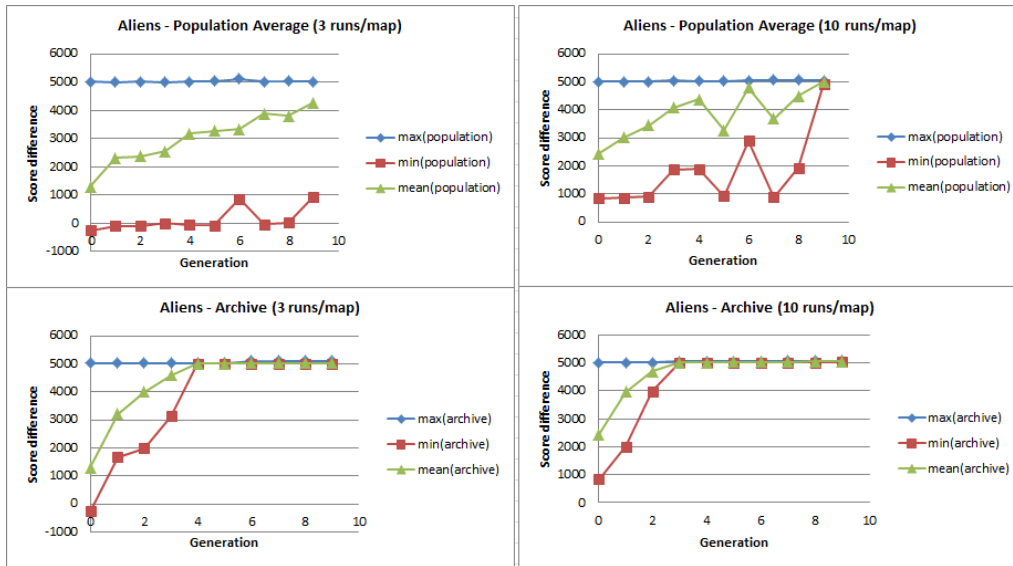 Aliens - Population Average (3 runs/map)
6000
5000
4000
3000
2000
1000
0
-1000
0 2 4 6 8 10
Score difference
Generation
max(population)
min(population)
mean(population)
Aliens - Population Average (10 runs/map)
6000
5000
4000
3000
2000
1000
0
0 2 4 6 8 10
Score difference
Generation
max(population)
min(population)
mean(population)
Aliens - Archive (3 runs/map)
6000
5000
4000
3000
2000
1000
0
-1000
0 2 4 6 8 10
Score difference
Generation
max(archive)
min(archive)
mean(archive)
Aliens - Archive (10 runs/map)
6000
5000
4000
3000
2000
1000
0
0 2 4 6 8 10
Score difference
Generation
max(archive)
min(archive)
mean(archive)